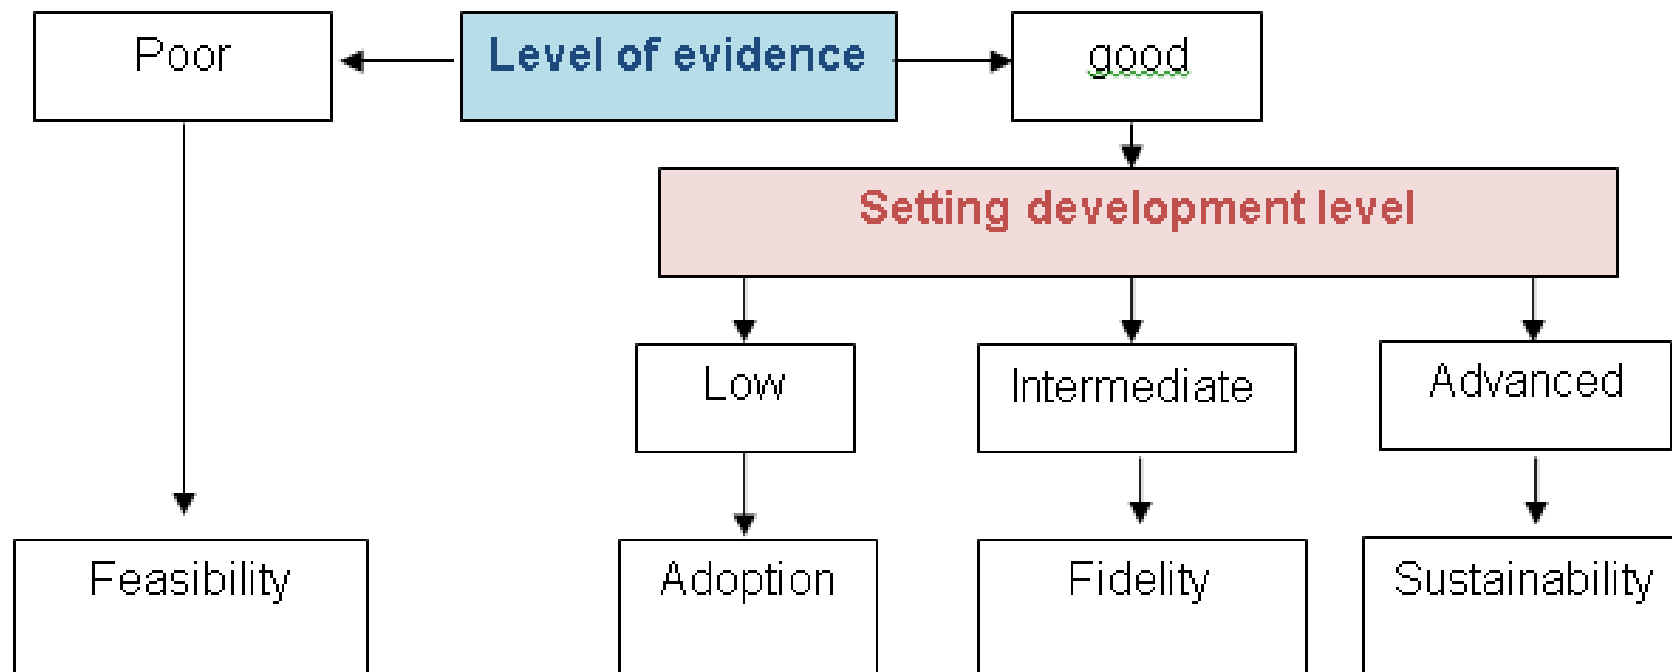 Poor
Level of evidence
good
Setting development level
Low
Intermediate
Advanced
Feasibility
Adoption
Fidelity
Sustainability